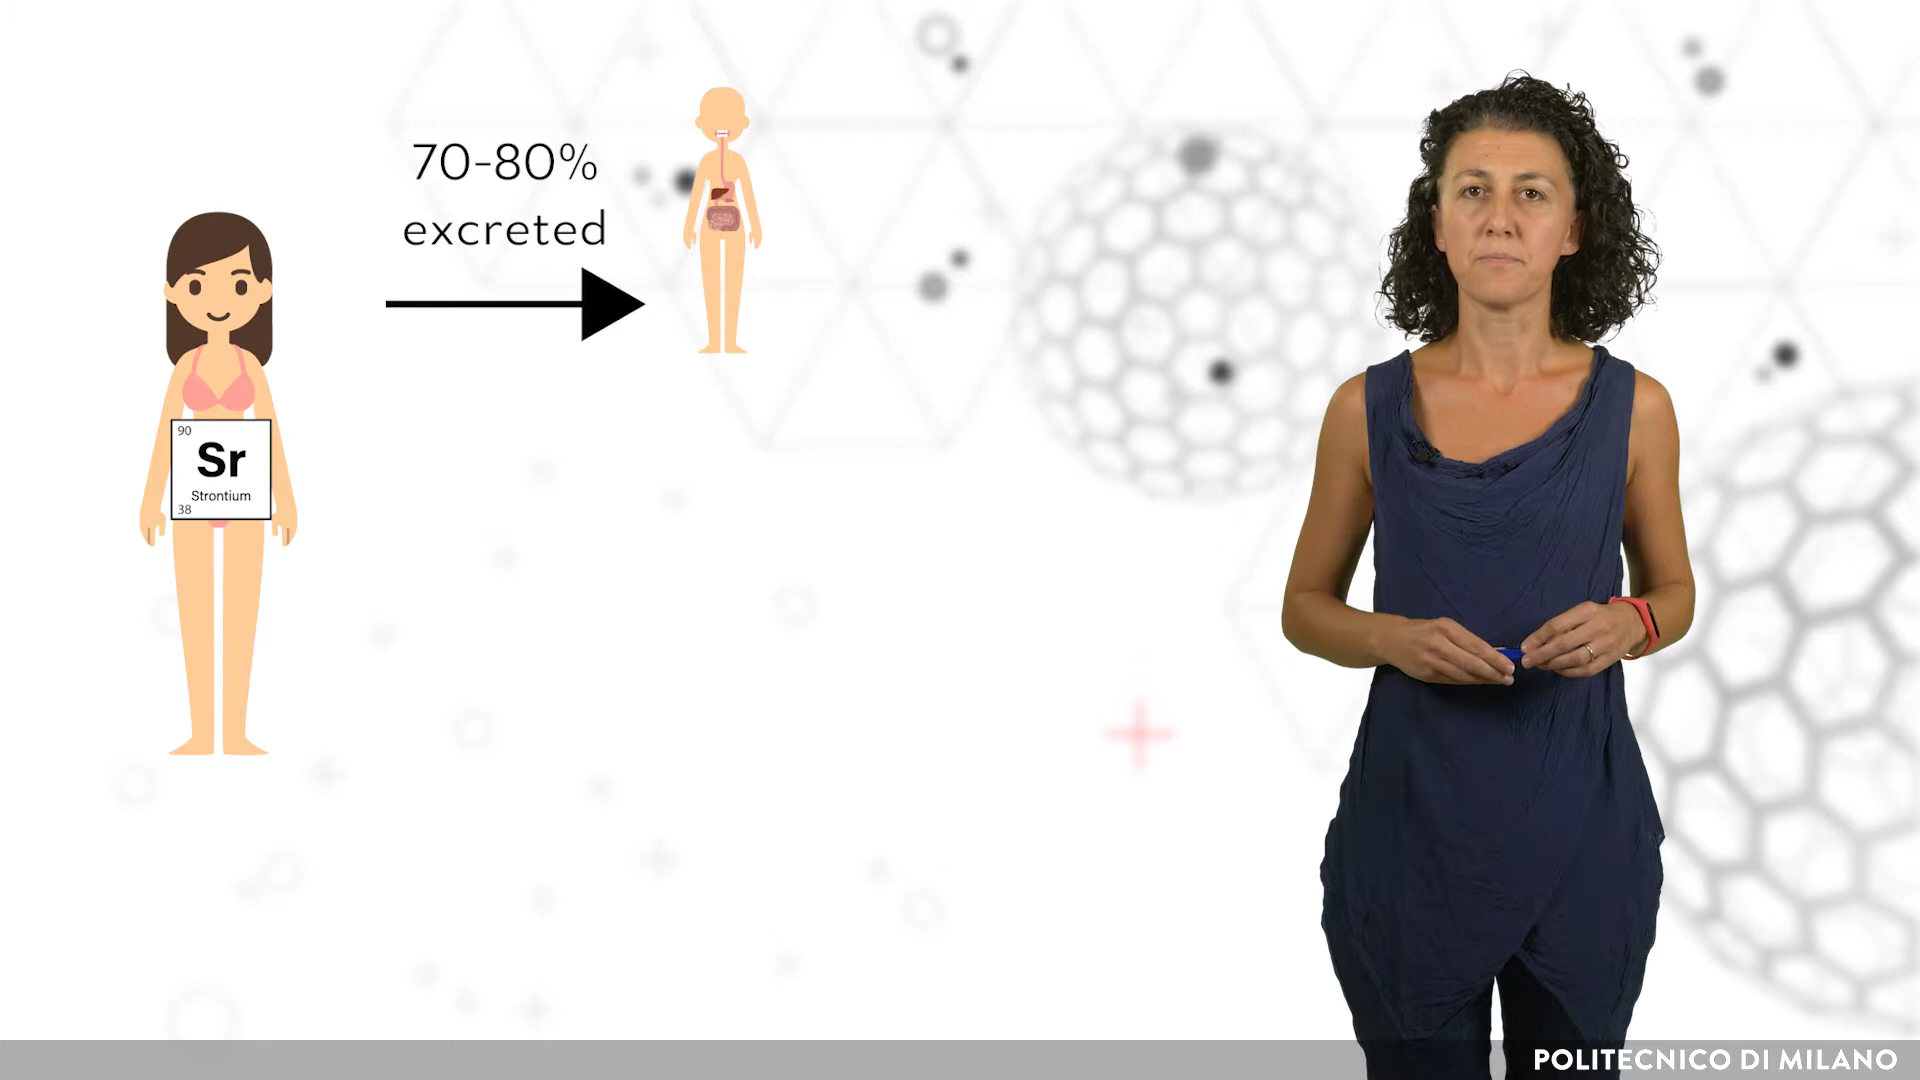 70-80%
excreted
90
Sr
Strontium
38
POLITECNICO DI MILANO